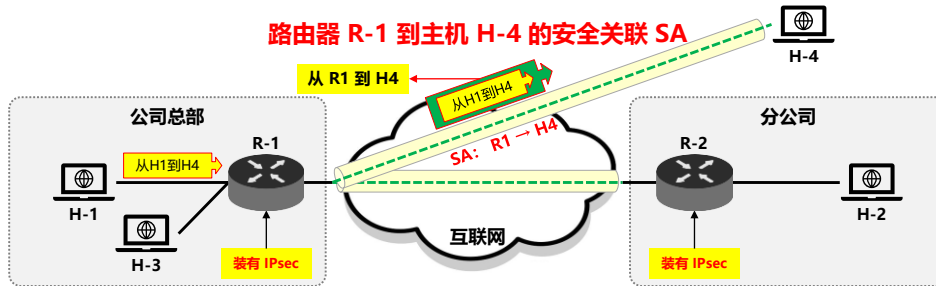 路由器 R-1 到主机 H-4 的安全关联 SA
H-4
从 R1 到 H4
从H1到H4
公司总部
分公司
R-1
R-2
从H1到H4
SA： R1 → H4
H-1
H-2
H-3
互联网
装有 IPsec
装有 IPsec